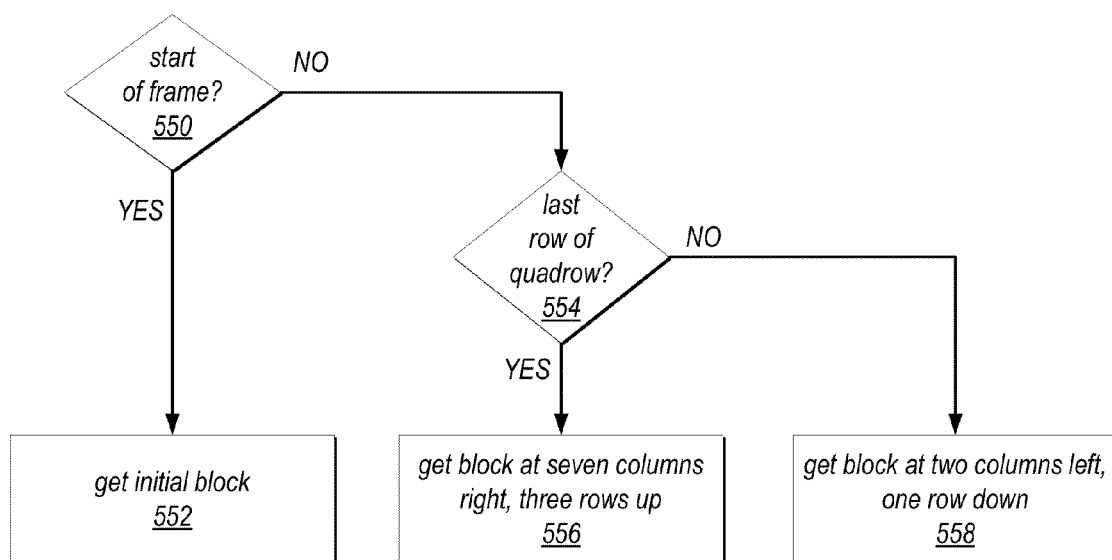 start
of frame?
550
NO
YES
last
row of
quadrow?
554
NO
YES
get initial block
552
get block at seven columns
right, three rows up
556
get block at two columns left,
one row down
558